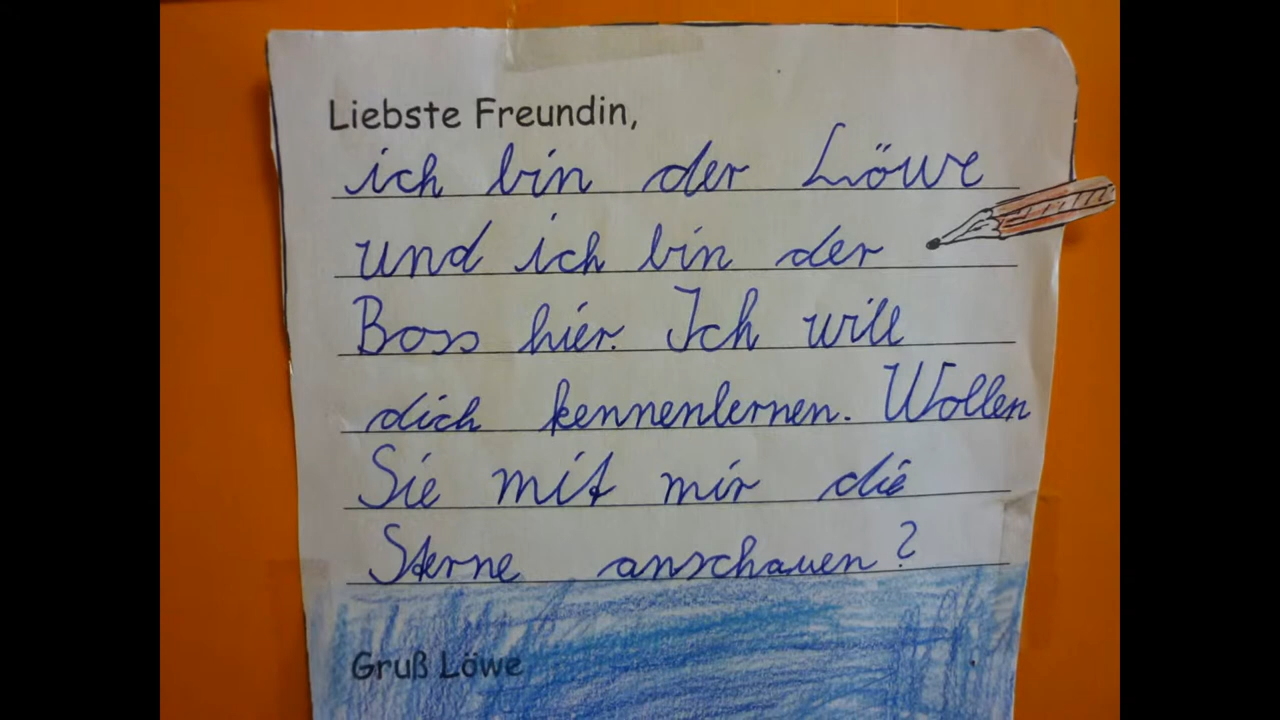 Liebste Freundin,
ich bin der Löwe
und ich bin der
Boss hier. Ich will
dich kennenlernen. Wollen
Sie mit mir die
Sterne anschauen?
Gruß Löwe